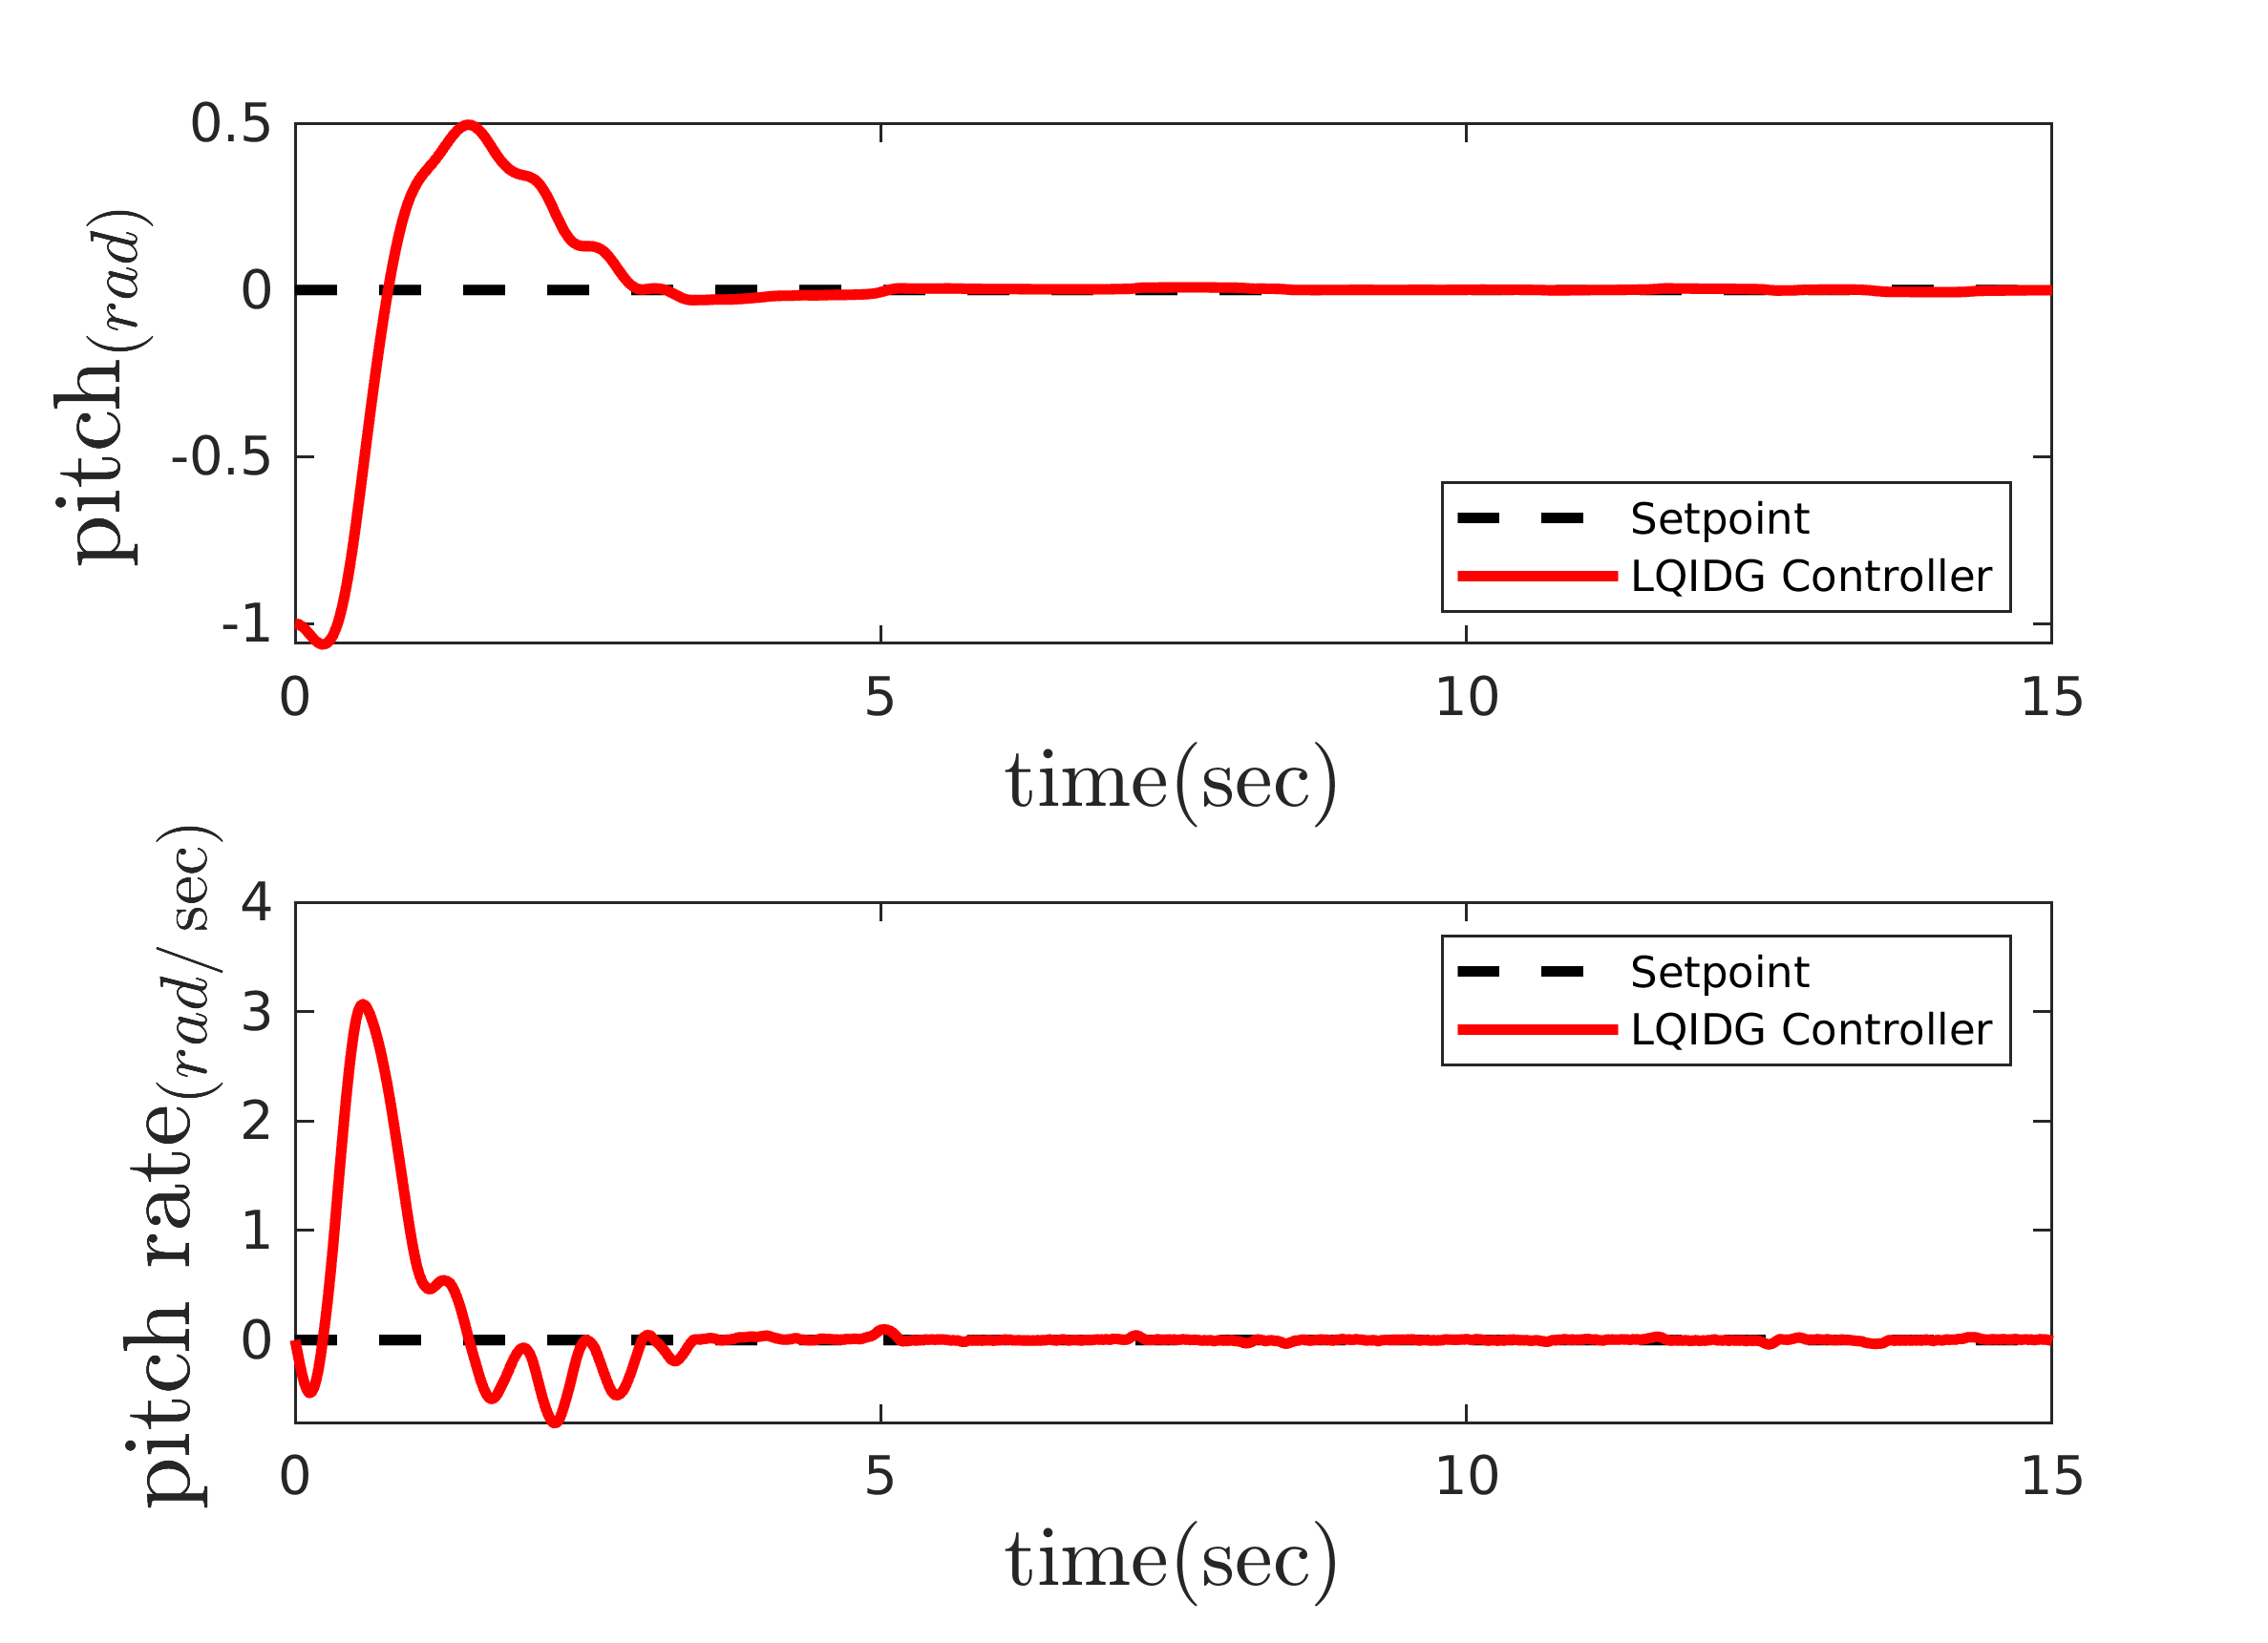 pitch(rad)
0.5
0
-0.5
-1
Setpoint
LQIDG Controller
0 5 10 15
time(sec)
pitch rate(rad/ sec)
4
3
2
1
0
Setpoint
LQIDG Controller
0 5 10 15
time(sec)